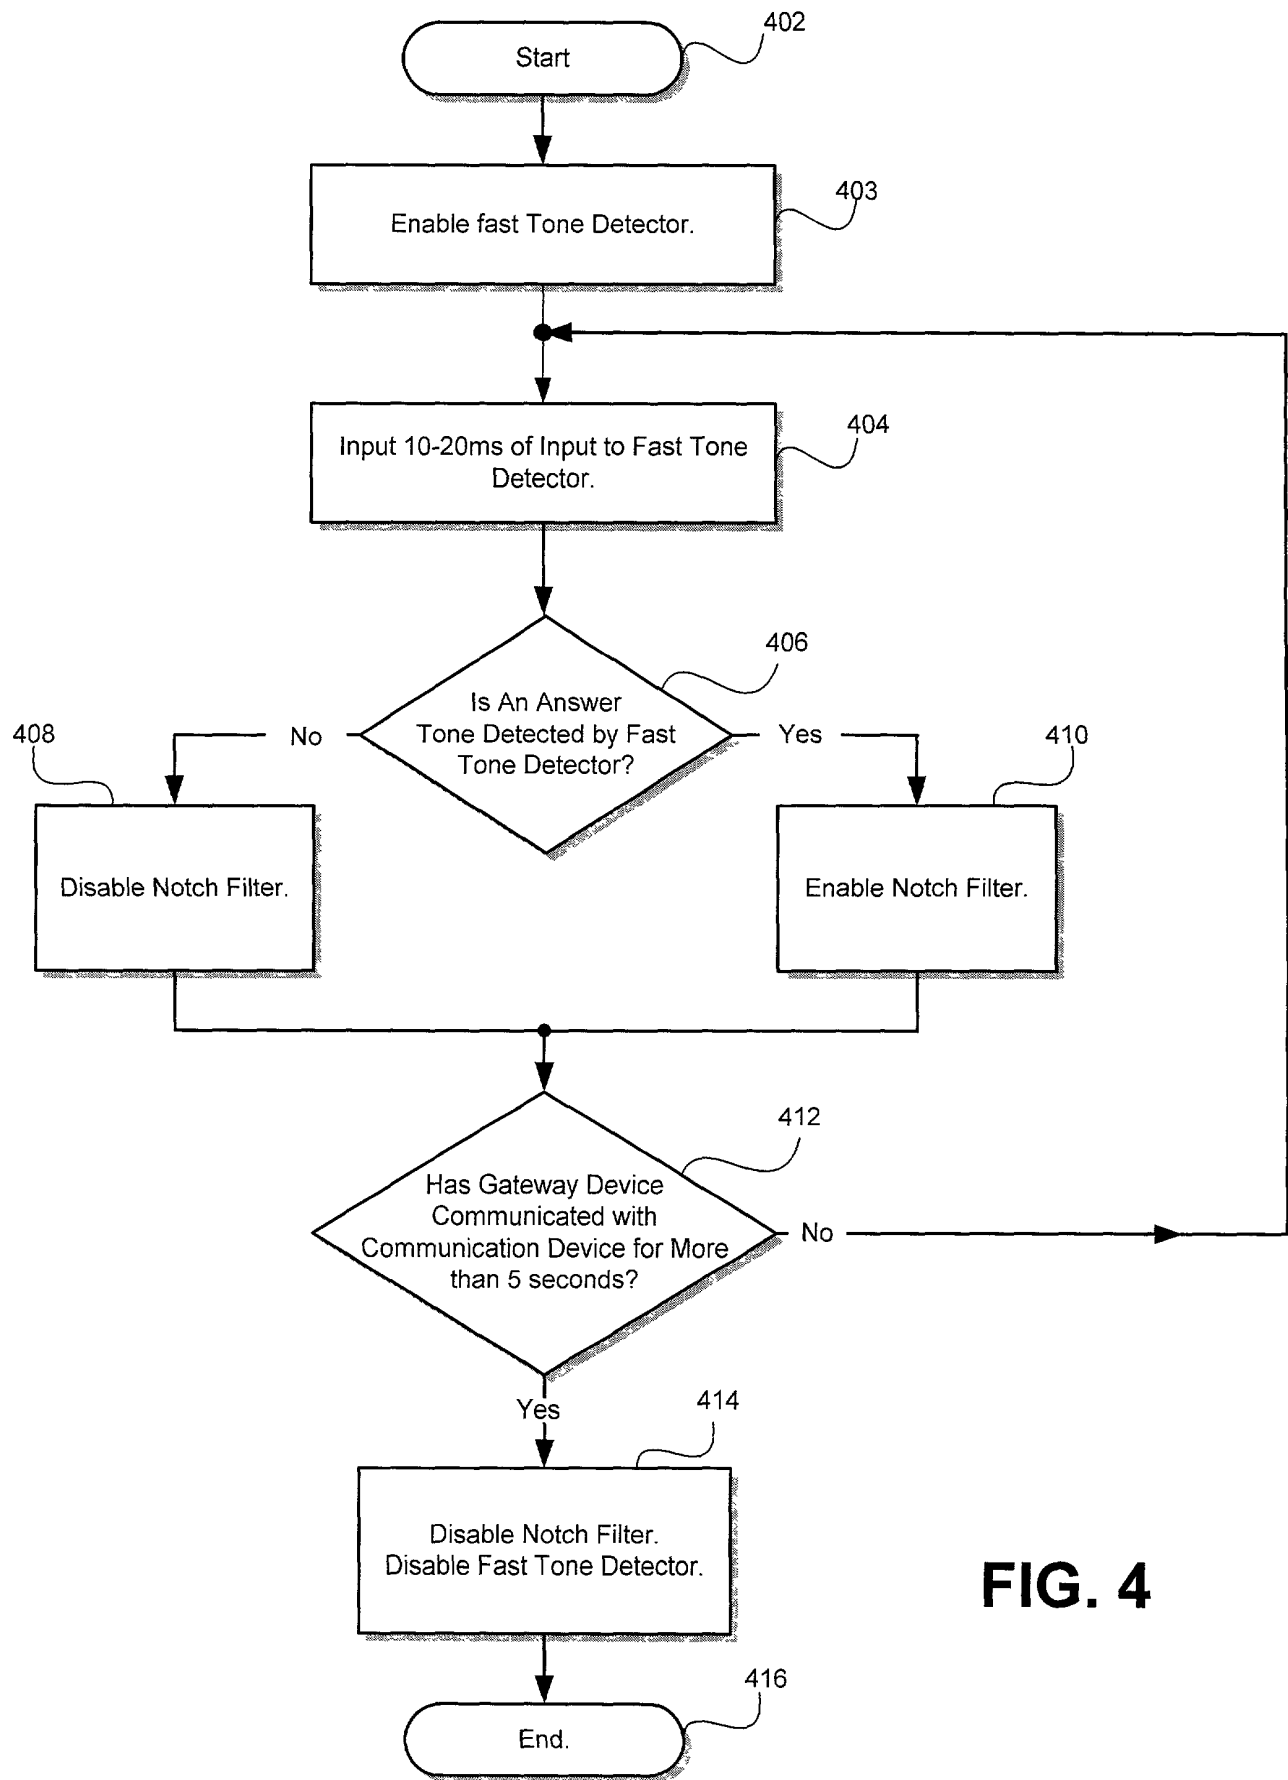 Start
402
Enable fast Tone Detector.
403
Input 10-20ms of Input to Fast Tone
Detector.
404
Is An Answer
Tone Detected by Fast
Tone Detector?
406
No
Yes
408
Disable Notch Filter.
410
Enable Notch Filter.
412
Has Gateway Device
Communicated with
Communication Device for More
than 5 seconds?
No
Yes
414
Disable Notch Filter.
Disable Fast Tone Detector.
FIG. 4
416
End.